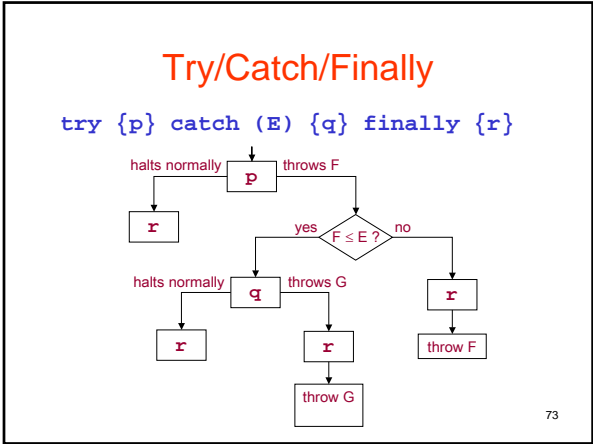 Try/Catch/Finally
try {p} catch (E) {q} finally {r}
halts normally
p
throws F
r
yes
F ≤ E ?
no
halts normally
q
throws G
r
r
r
throw F
throw G
73